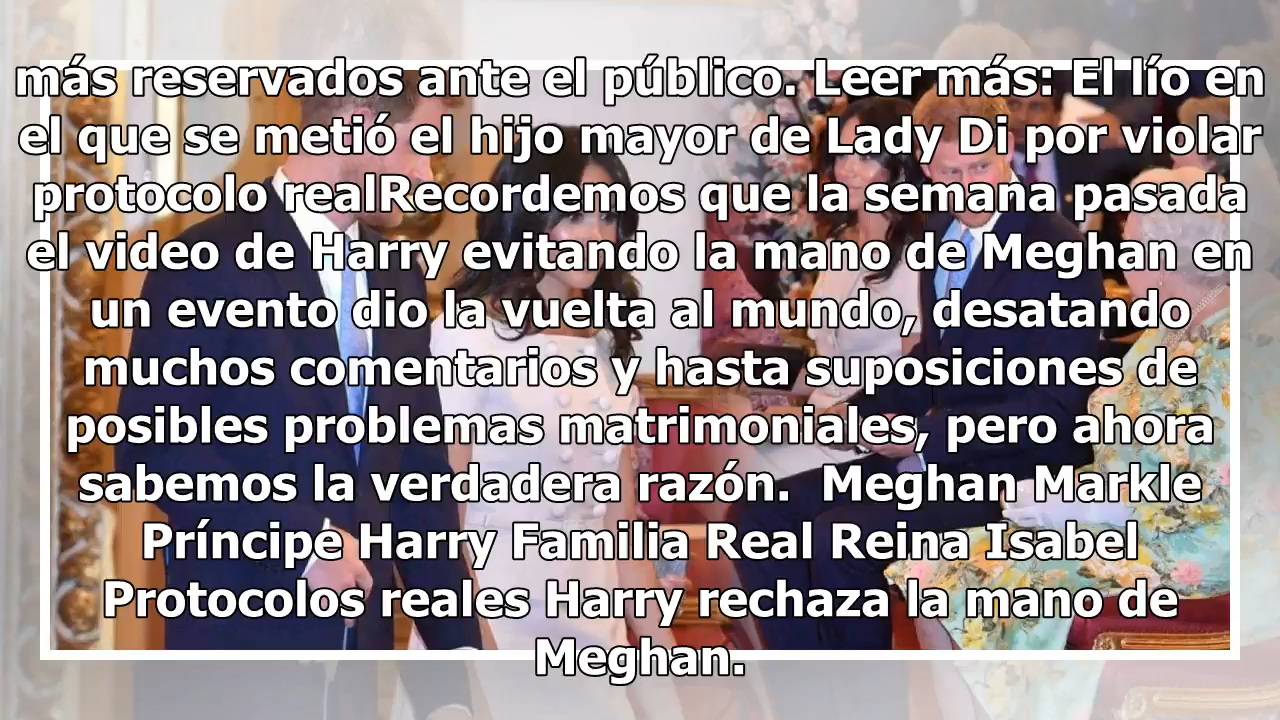 más reservados ante el público. Leer más: El lío en
el que se metió el hijo mayor de Lady Di por violar
protocolo realRecordemos que la semana pasada
el video de Harry evitando la mano de Meghan en
un evento dio la vuelta al mundo, desatando
muchos comentarios y hasta suposiciones de
posibles problemas matrimoniales, pero ahora
sabemos la verdadera razón.  Meghan Markle
Príncipe Harry Familia Real Reina Isabel
Protocolos reales Harry rechaza la mano de
Meghan.